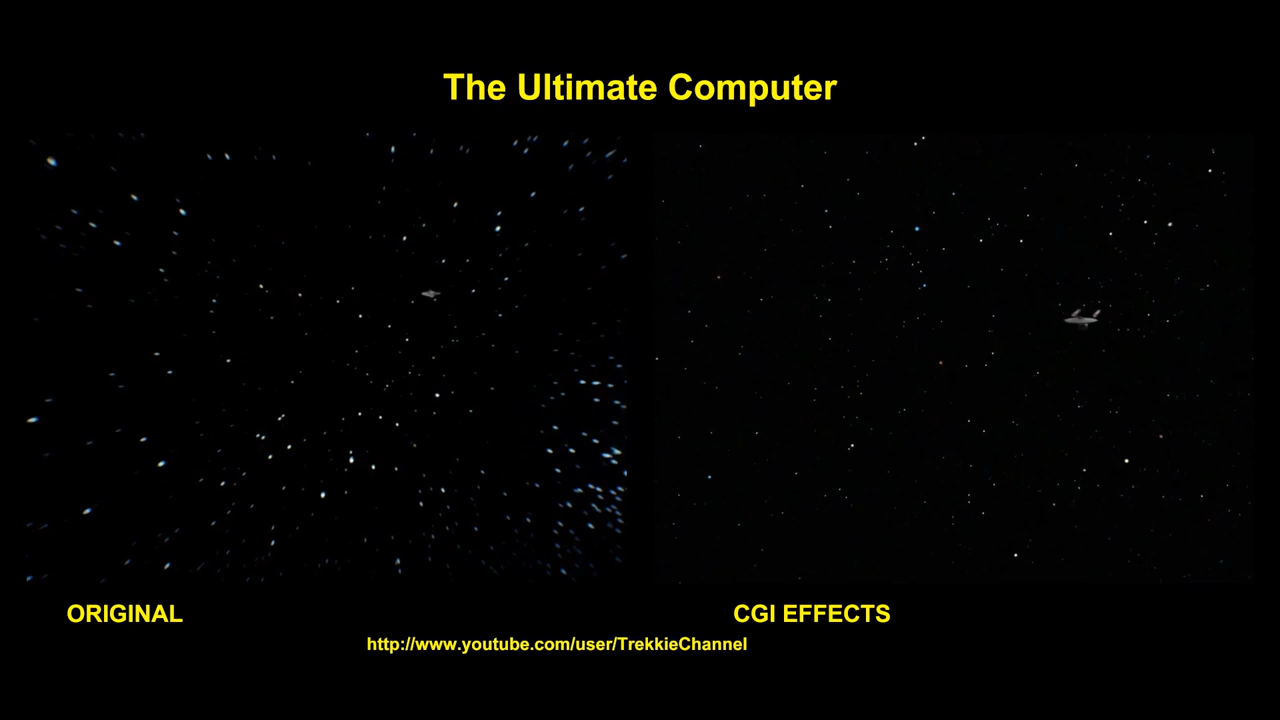 The Ultimate Computer
ORIGINAL
CGI EFFECTS
http://www.youtube.com/user/TrekkieChannel